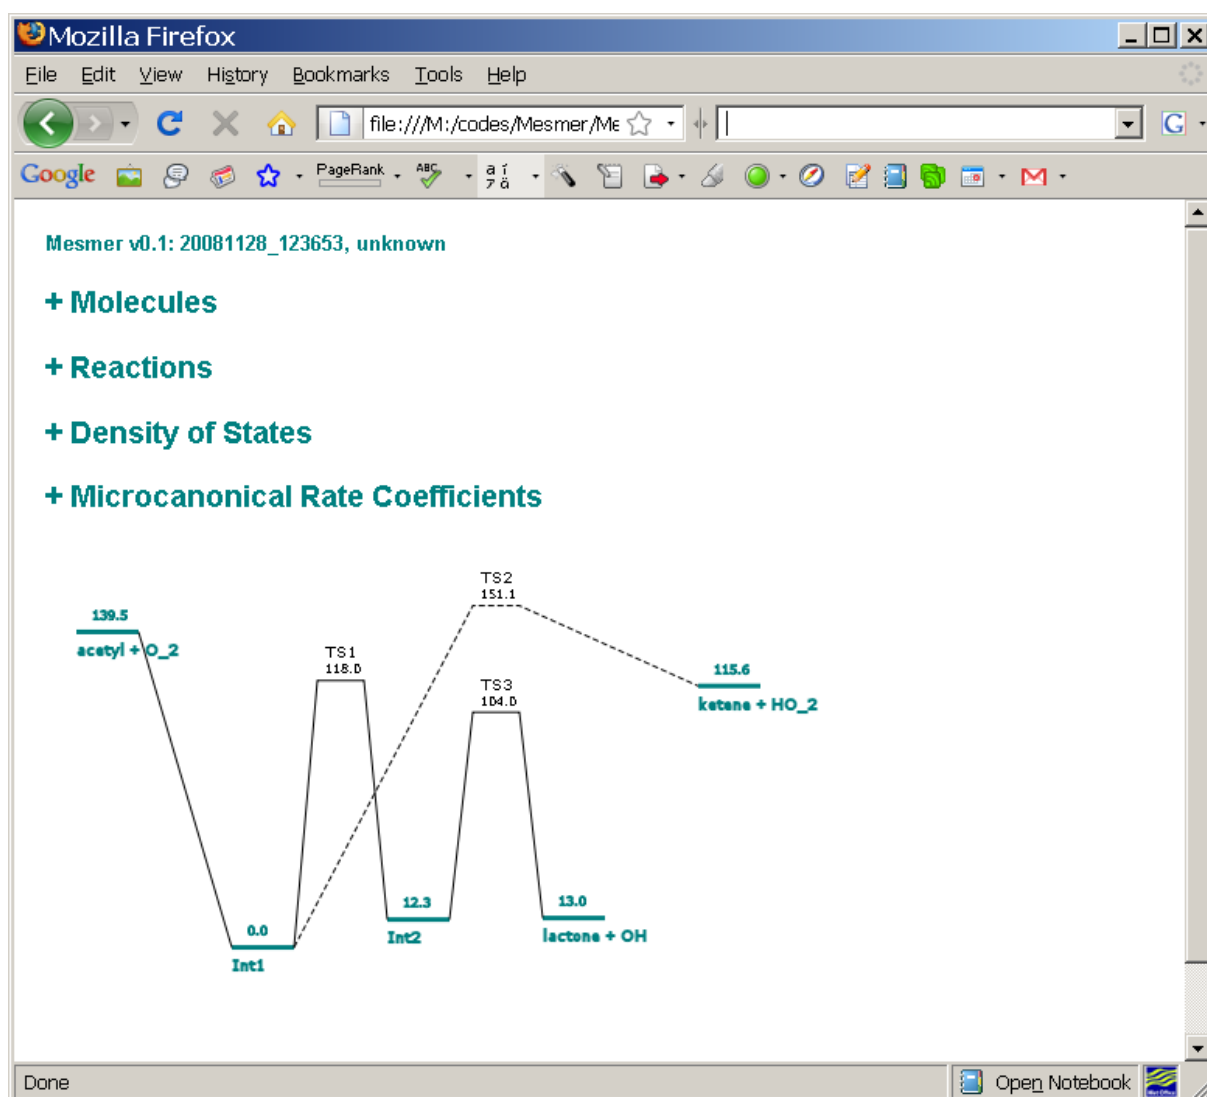 Mozilla Firefox
File Edit View History Bookmarks Tools Help
file:///M:/codes/Mesmer/Me
G
Google PageRank ABC
Mesmer v0.1: 20081128_123653, unknown
+ Molecules
+ Reactions
+ Density of States
+ Microcanonical Rate Coefficients
TS2
151.1
139.5
acetyl + O_2
TS1
118.0
115.6
ketene + HO_2
TS3
104.0
12.3
Int2
13.0
lactone + OH
0.0
Int1
Done
Open Notebook